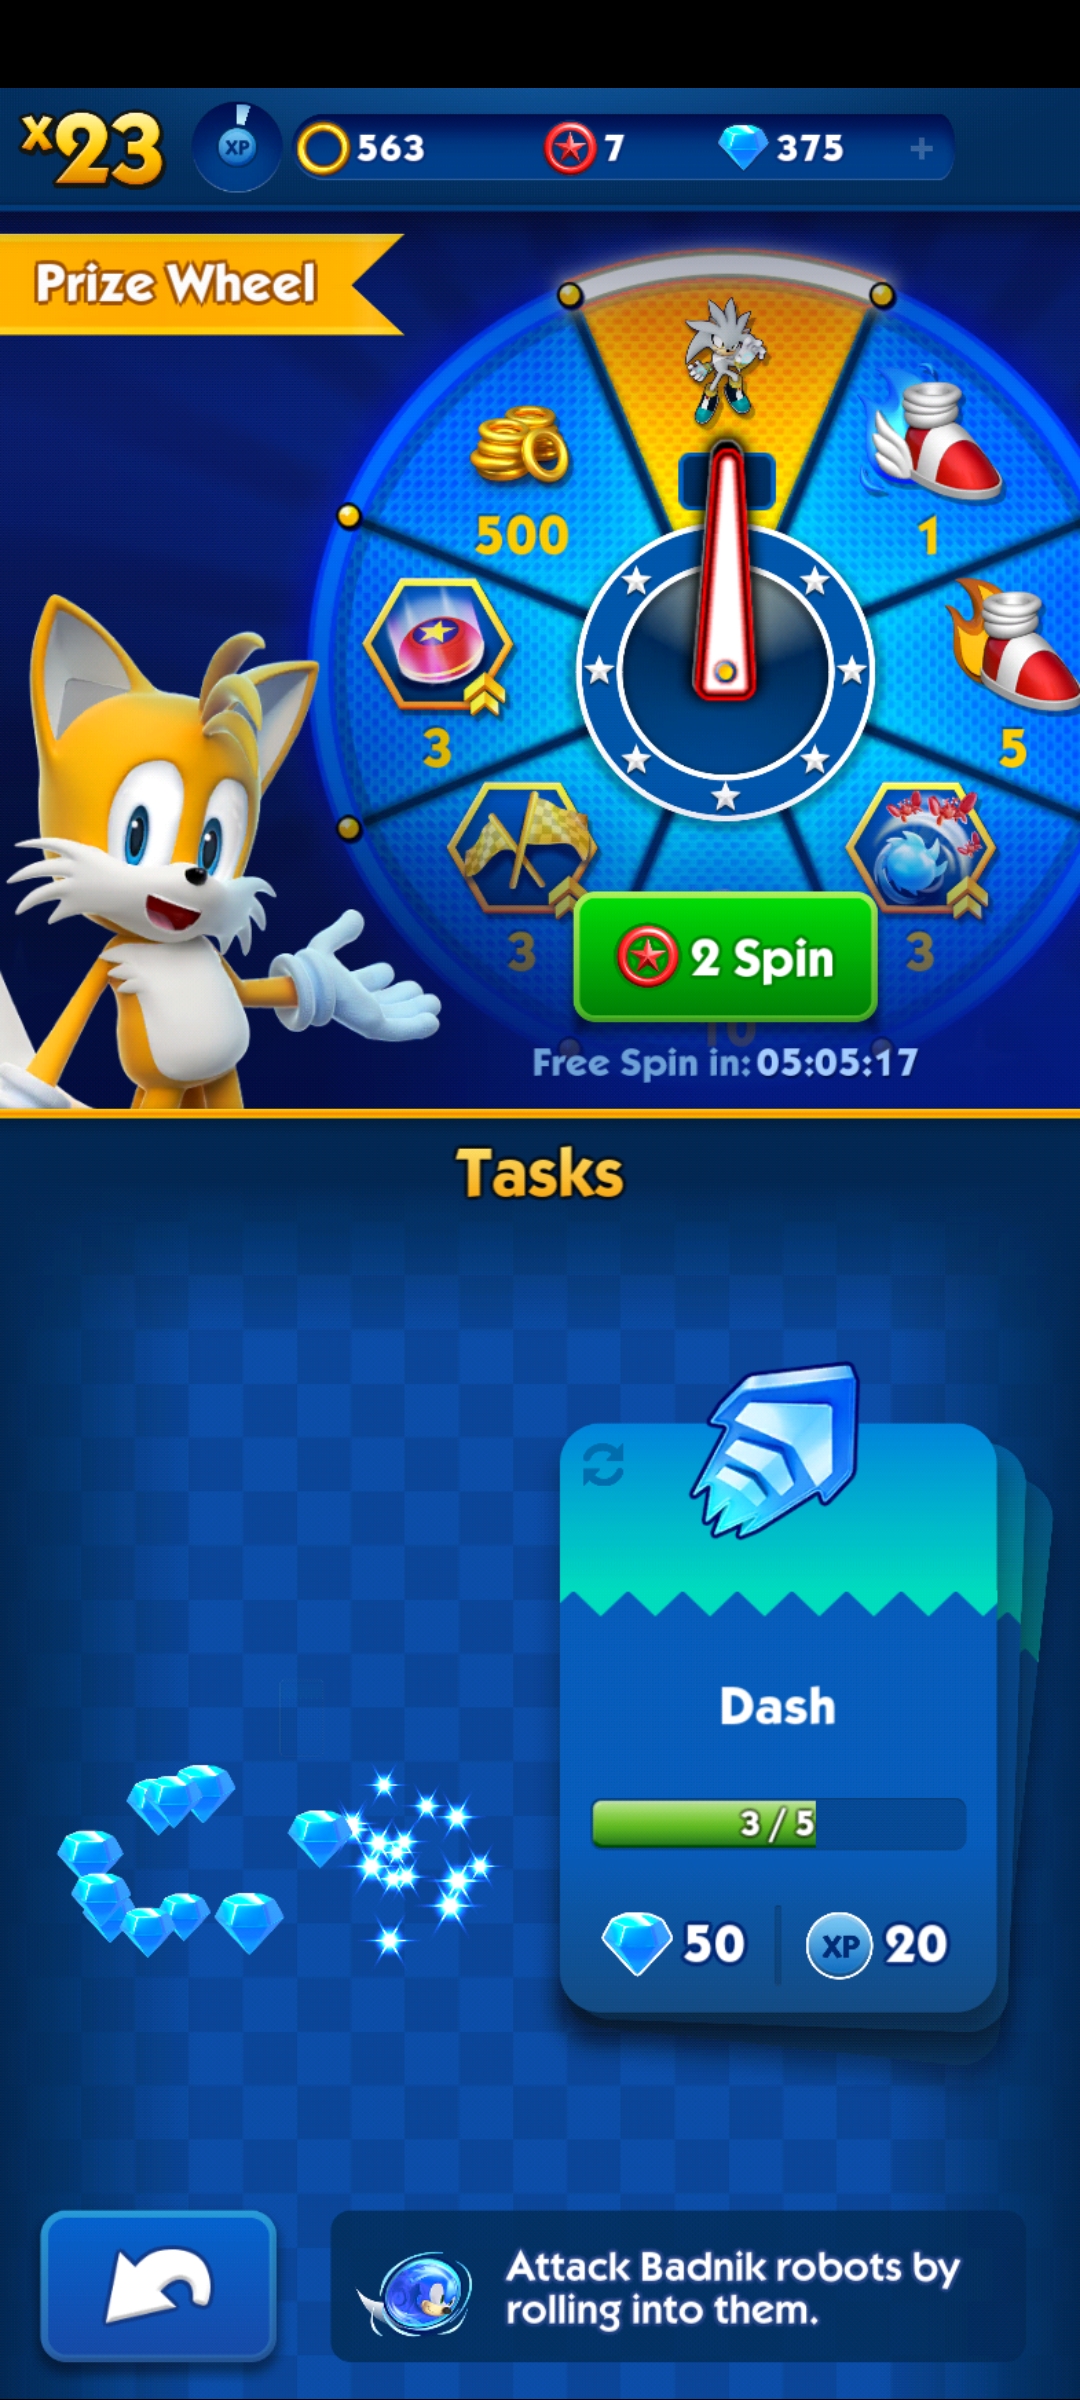 x23
XP
563
7
375
+
Prize Wheel
500
1
3
5
3
3
2 Spin
10
Free Spin in: 05:05:17
Tasks
Dash
3 / 5
50
XP 20
Attack Badnik robots by
rolling into them.